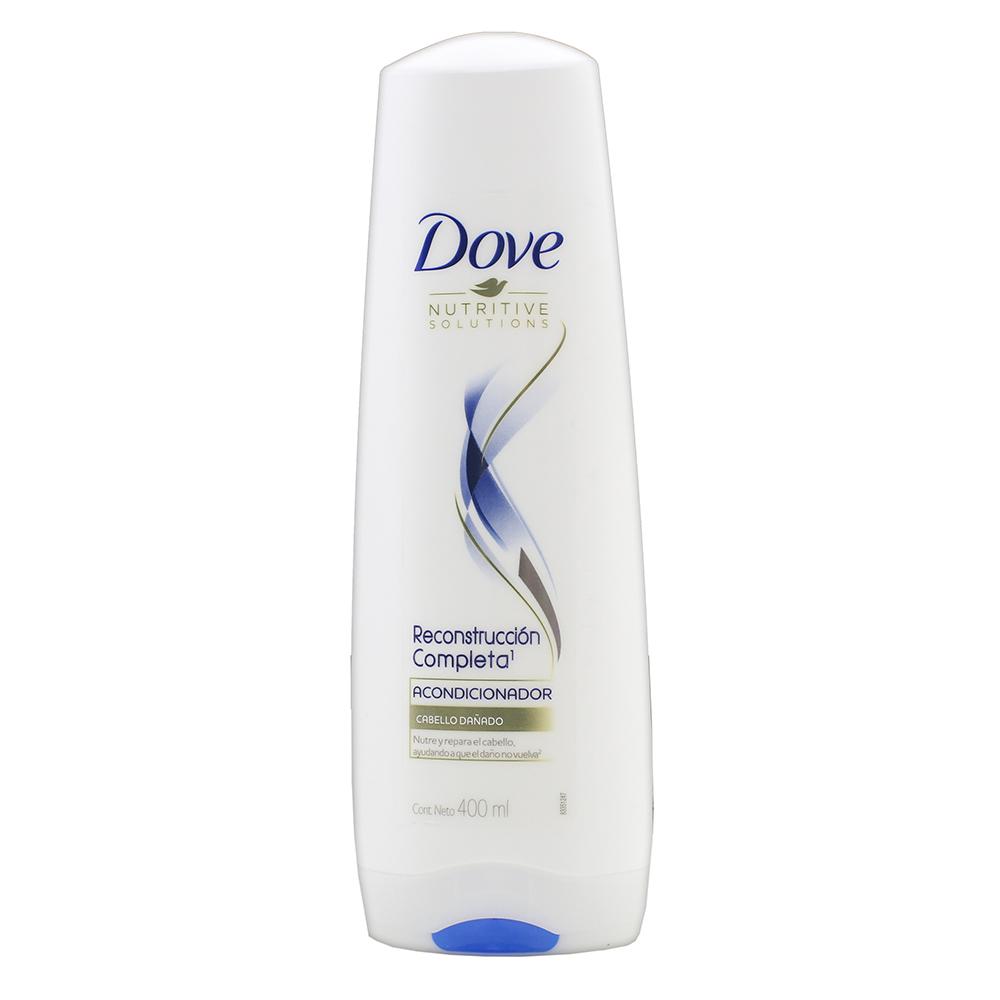 Dove
NUTRITIVE
SOLUTIONS
Reconstrucción
Completa¹
ACONDICIONADOR
CABELLO DAÑADO
Nutre y repara el cabello,
ayudando a que el daño no vuelva²
Cont. Neto 400 ml